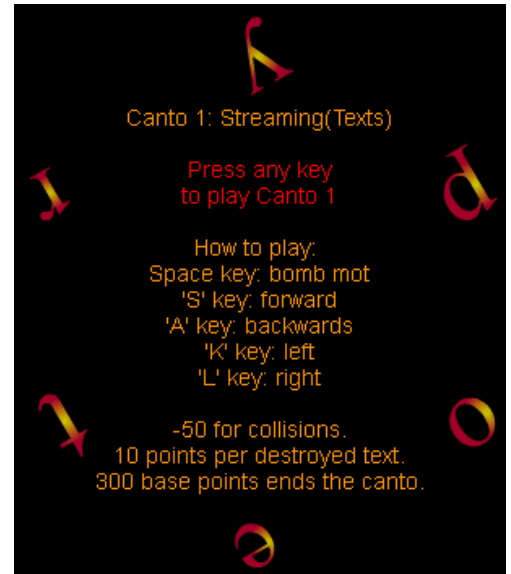 y
Canto 1: Streaming(Texts)
Press any key
to play Canto 1
How to play:
Space key: bomb mot
'S' key: forward
'A' key: backwards
'K' key: left
'L' key: right
-50 for collisions.
10 points per destroyed text.
300 base points ends the canto.
p
o
e
t
r